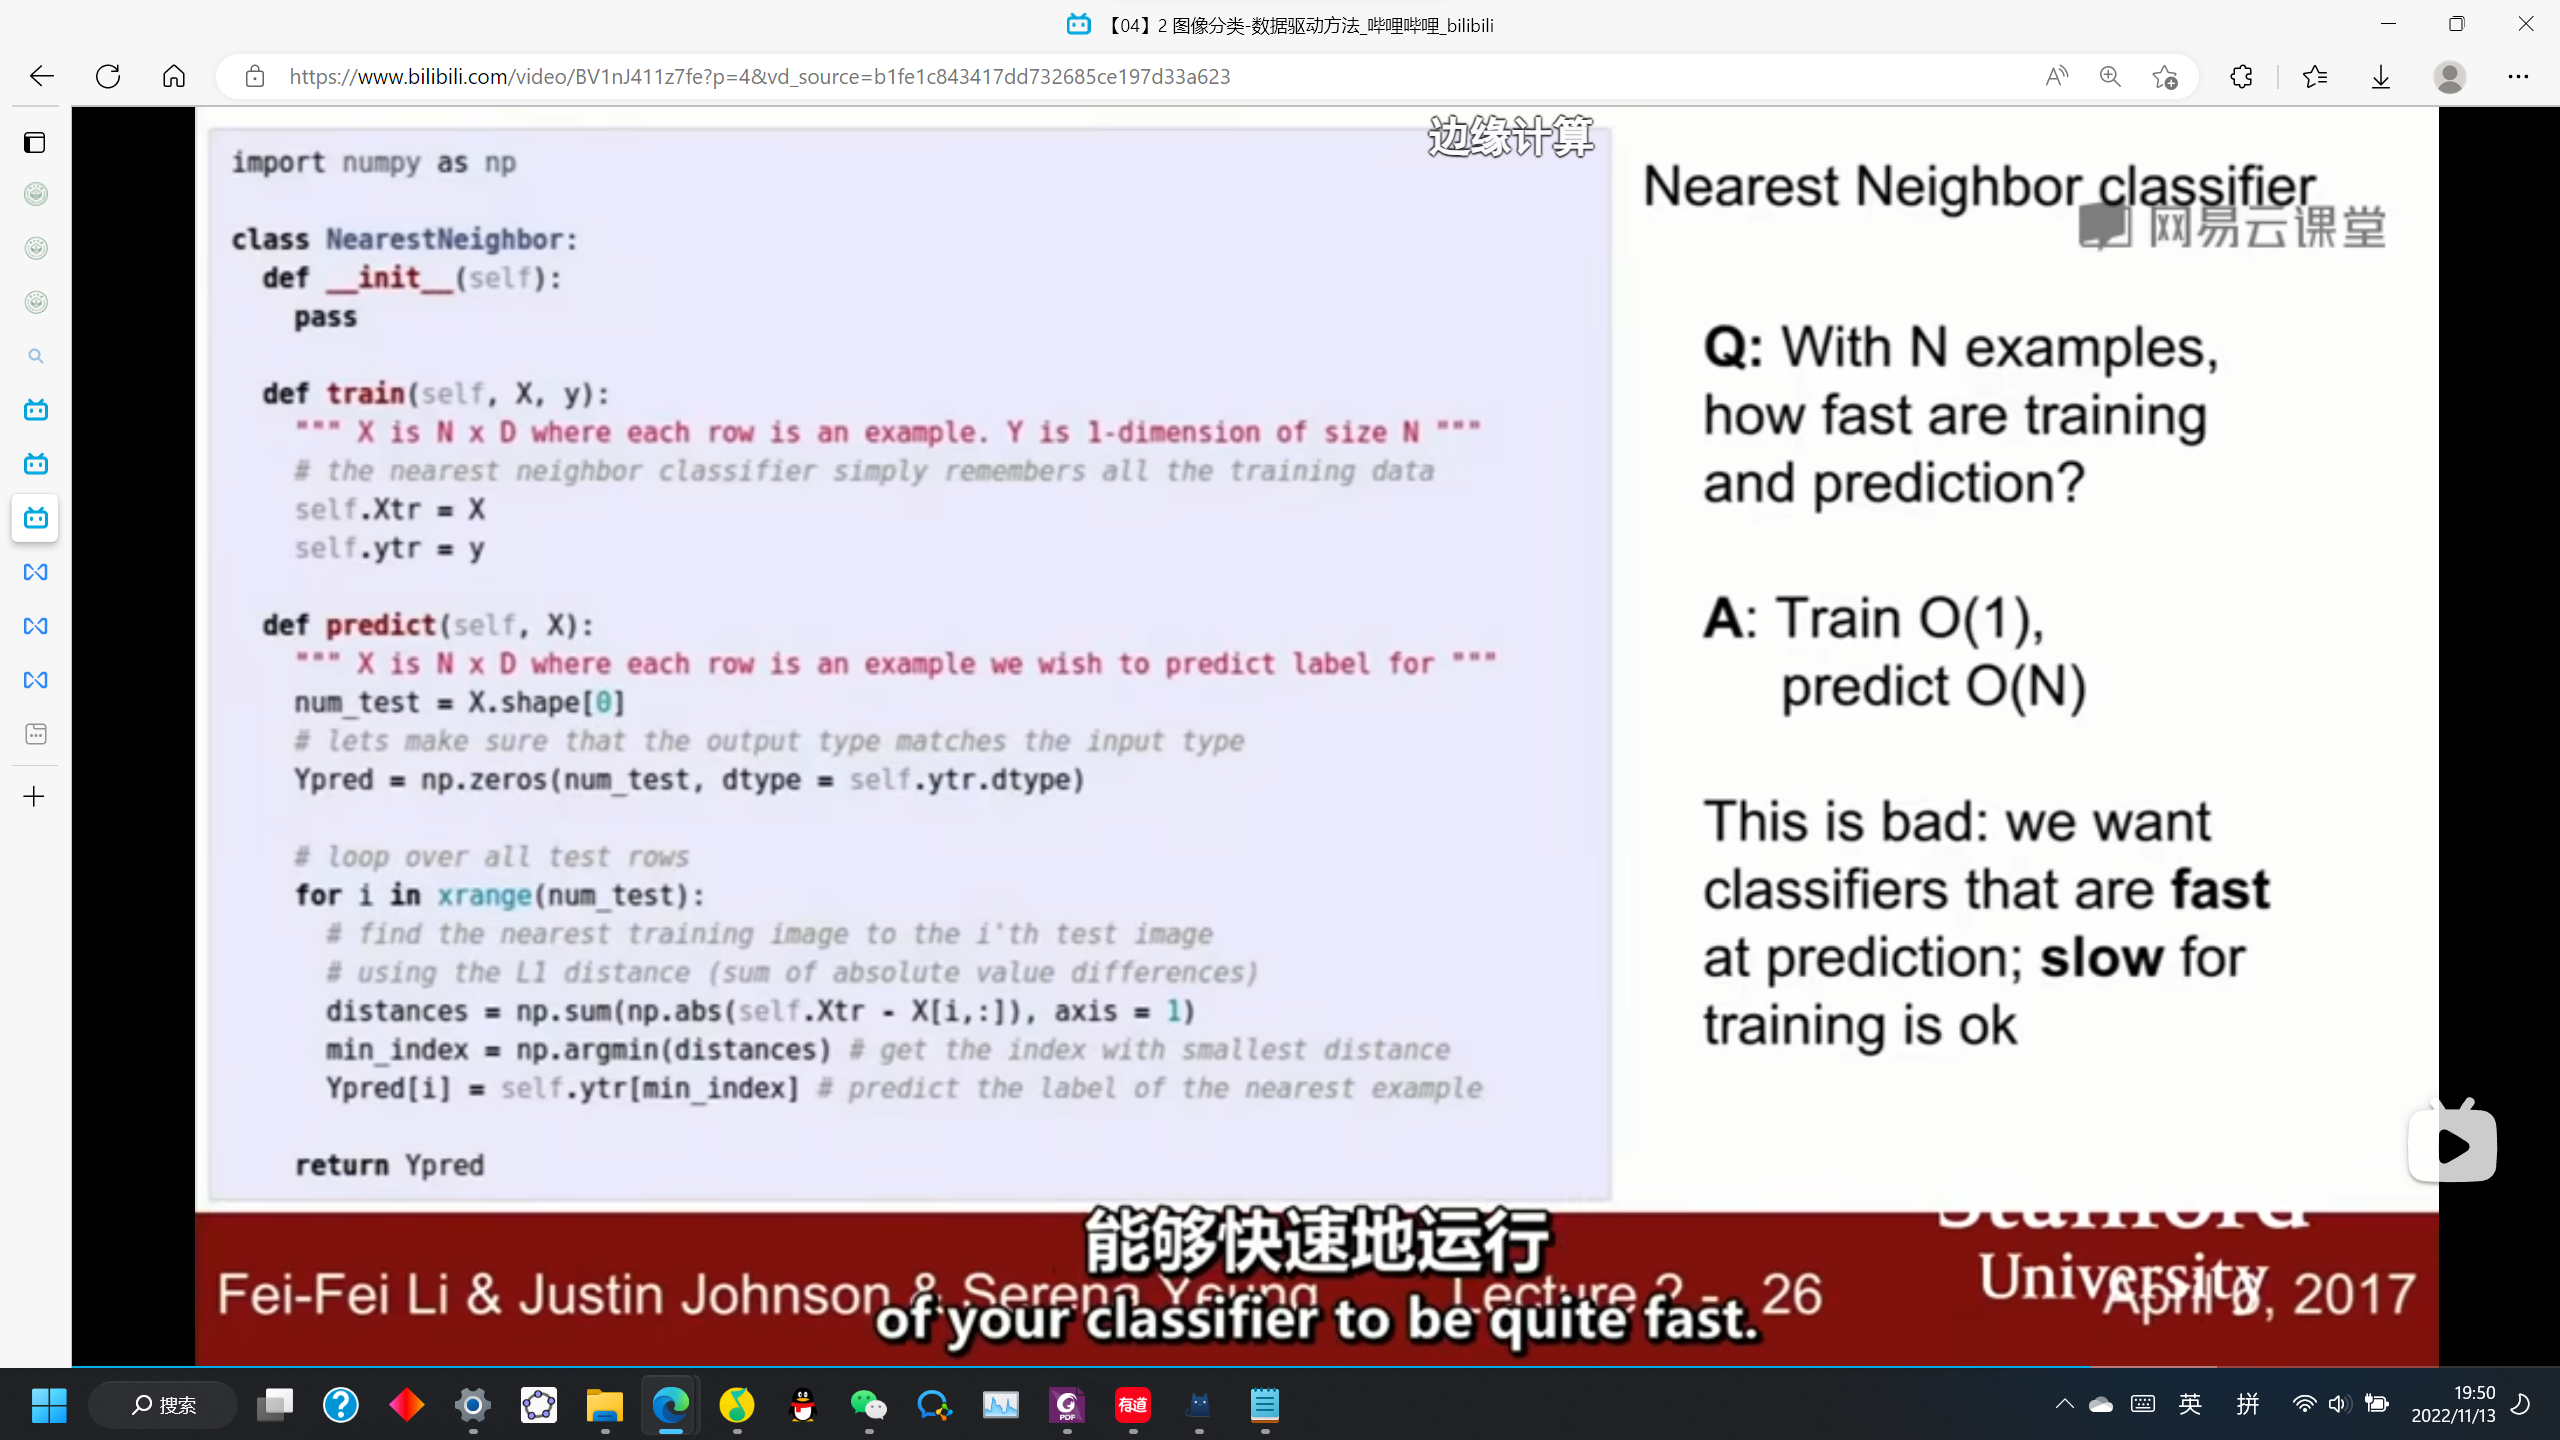 【04】2 图像分类-数据驱动方法_哔哩哔哩_bilibili
https://www.bilibili.com/video/BV1nJ411z7fe?p=4&vd_source=b1fe1c843417dd732685ce197d33a623
边缘计算
import numpy as np
class NearestNeighbor:
def __init__(self):
pass
def train(self, X, y):
""" X is N x D where each row is an example. Y is 1-dimension of size N """
# the nearest neighbor classifier simply remembers all the training data
self.Xtr = X
self.ytr = y
def predict(self, X):
""" X is N x D where each row is an example we wish to predict label for """
num_test = X.shape[0]
# lets make sure that the output type matches the input type
Ypred = np.zeros(num_test, dtype = self.ytr.dtype)
# loop over all test rows
for i in xrange(num_test):
# find the nearest training image to the i'th test image
# using the L1 distance (sum of absolute value differences)
distances = np.sum(np.abs(self.Xtr - X[i,:]), axis = 1)
min_index = np.argmin(distances) # get the index with smallest distance
Ypred[i] = self.ytr[min_index] # predict the label of the nearest example
return Ypred
Nearest Neighbor classifier
网易云课堂
Q: With N examples,
how fast are training
and prediction?
A: Train O(1),
predict O(N)
This is bad: we want
classifiers that are fast
at prediction; slow for
training is ok
能够快速地运行
of your classifier to be quite fast.
Fei-Fei Li & Justin Johnson & Serena Yeung
Lecture 2 - 26
Stanford
University
April 6, 2017
搜索
PDF
有道
英
拼
19:50
2022/11/13